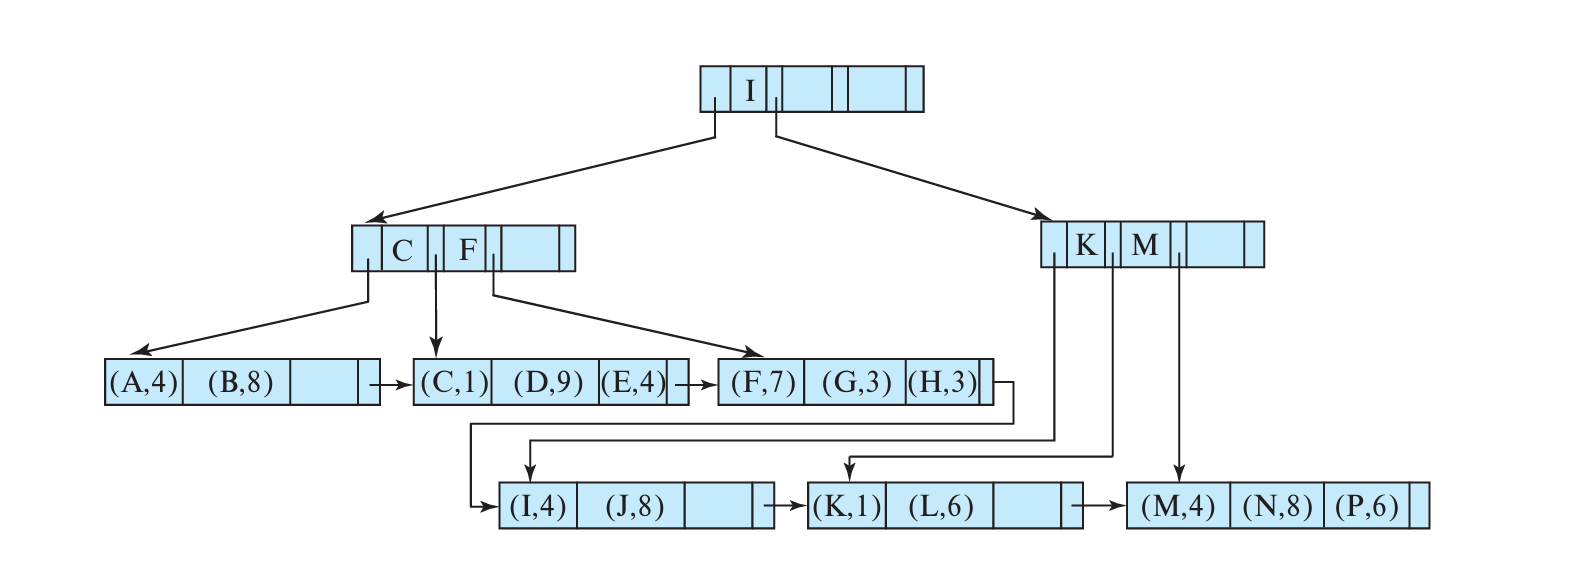 I
C F
K M
(A,4) (B,8) (C,1) (D,9) (E,4) (F,7) (G,3) (H,3)
(I,4) (J,8) (K,1) (L,6) (M,4) (N,8) (P,6)